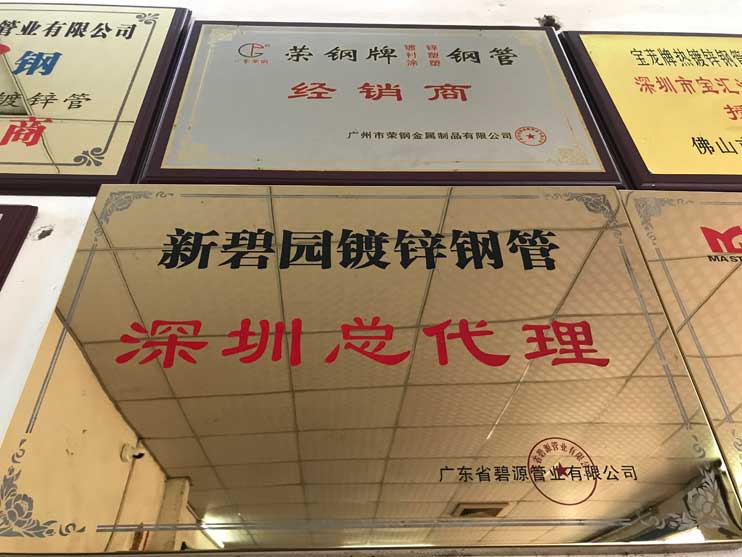 管业有限公司
钢
镀锌管
商
荣钢牌 镀锌 衬塑 涂塑 钢管
经销商
广州市荣钢金属制品有限公司
宝龙牌热镀锌钢管
深圳市宝汇
佛山市
新碧园镀锌钢管
深圳总代理
广东省碧源管业有限公司
MAST